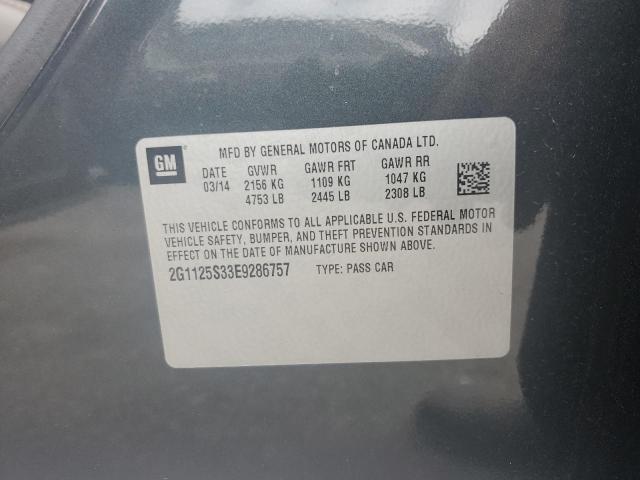 MFD BY GENERAL MOTORS OF CANADA LTD.
GM
DATE GVWR GAWR FRT GAWR RR
03/14 2156 KG 1109 KG 1047 KG
4753 LB 2445 LB 2308 LB
THIS VEHICLE CONFORMS TO ALL APPLICABLE U.S. FEDERAL MOTOR
VEHICLE SAFETY, BUMPER, AND THEFT PREVENTION STANDARDS IN
EFFECT ON THE DATE OF MANUFACTURE SHOWN ABOVE.
2G1125S33E9286757 TYPE: PASS CAR